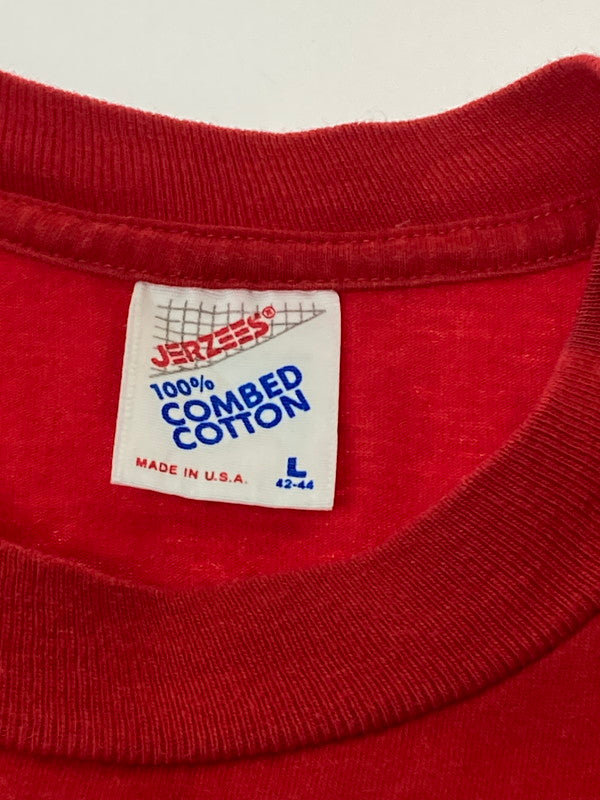 JERZEES®
100%
COMBED
COTTON
MADE IN U.S.A.
L
42-44